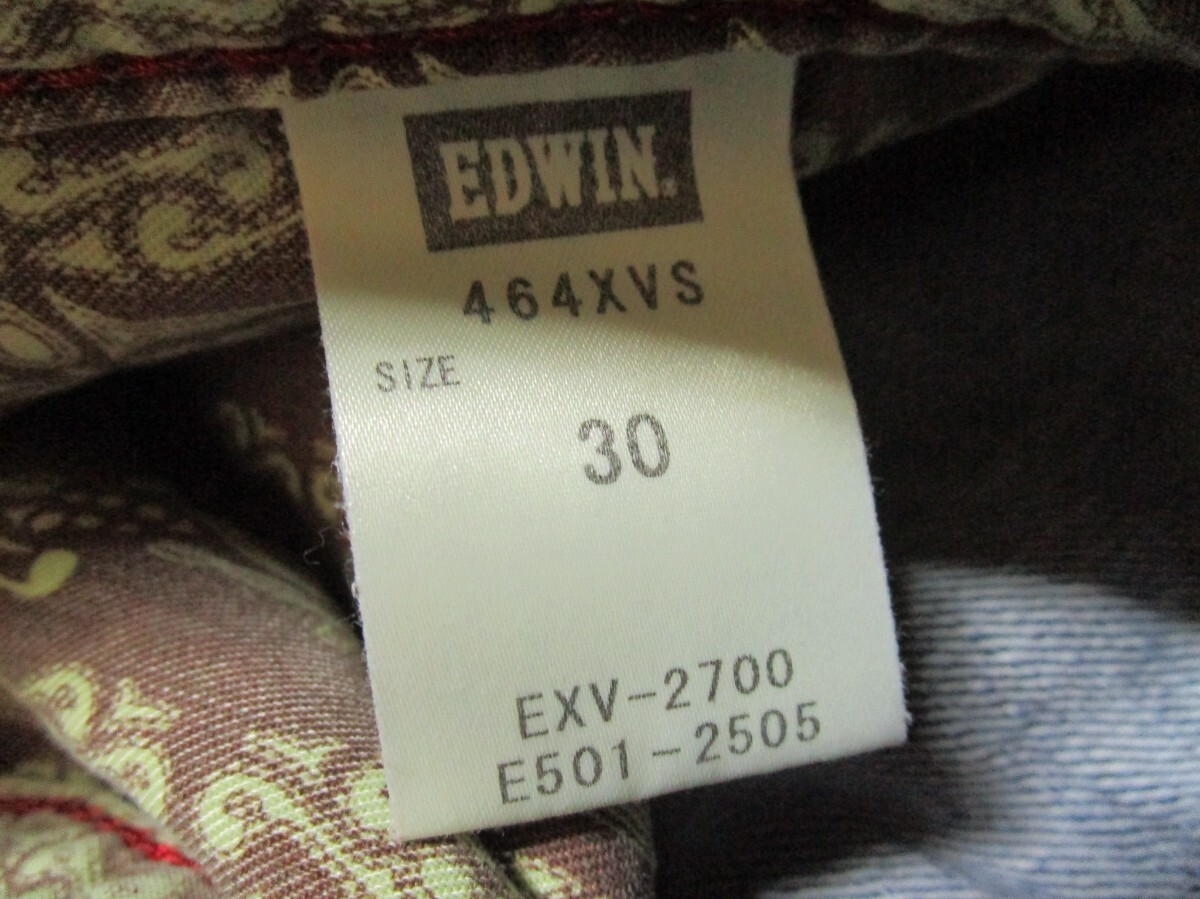 EDWIN.
464XVS
SIZE
30
EXV-2700
E501-2505